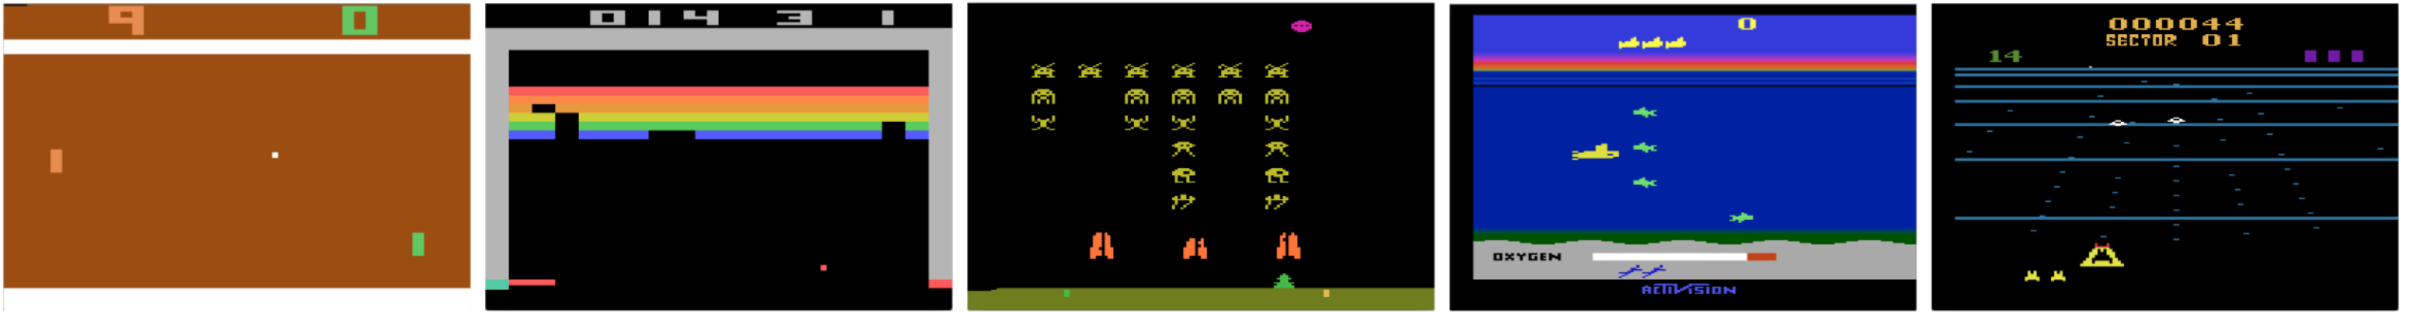 9 0
014 3 1
0
OXYGEN
ACTIVISION
000044
SECTOR 01
14